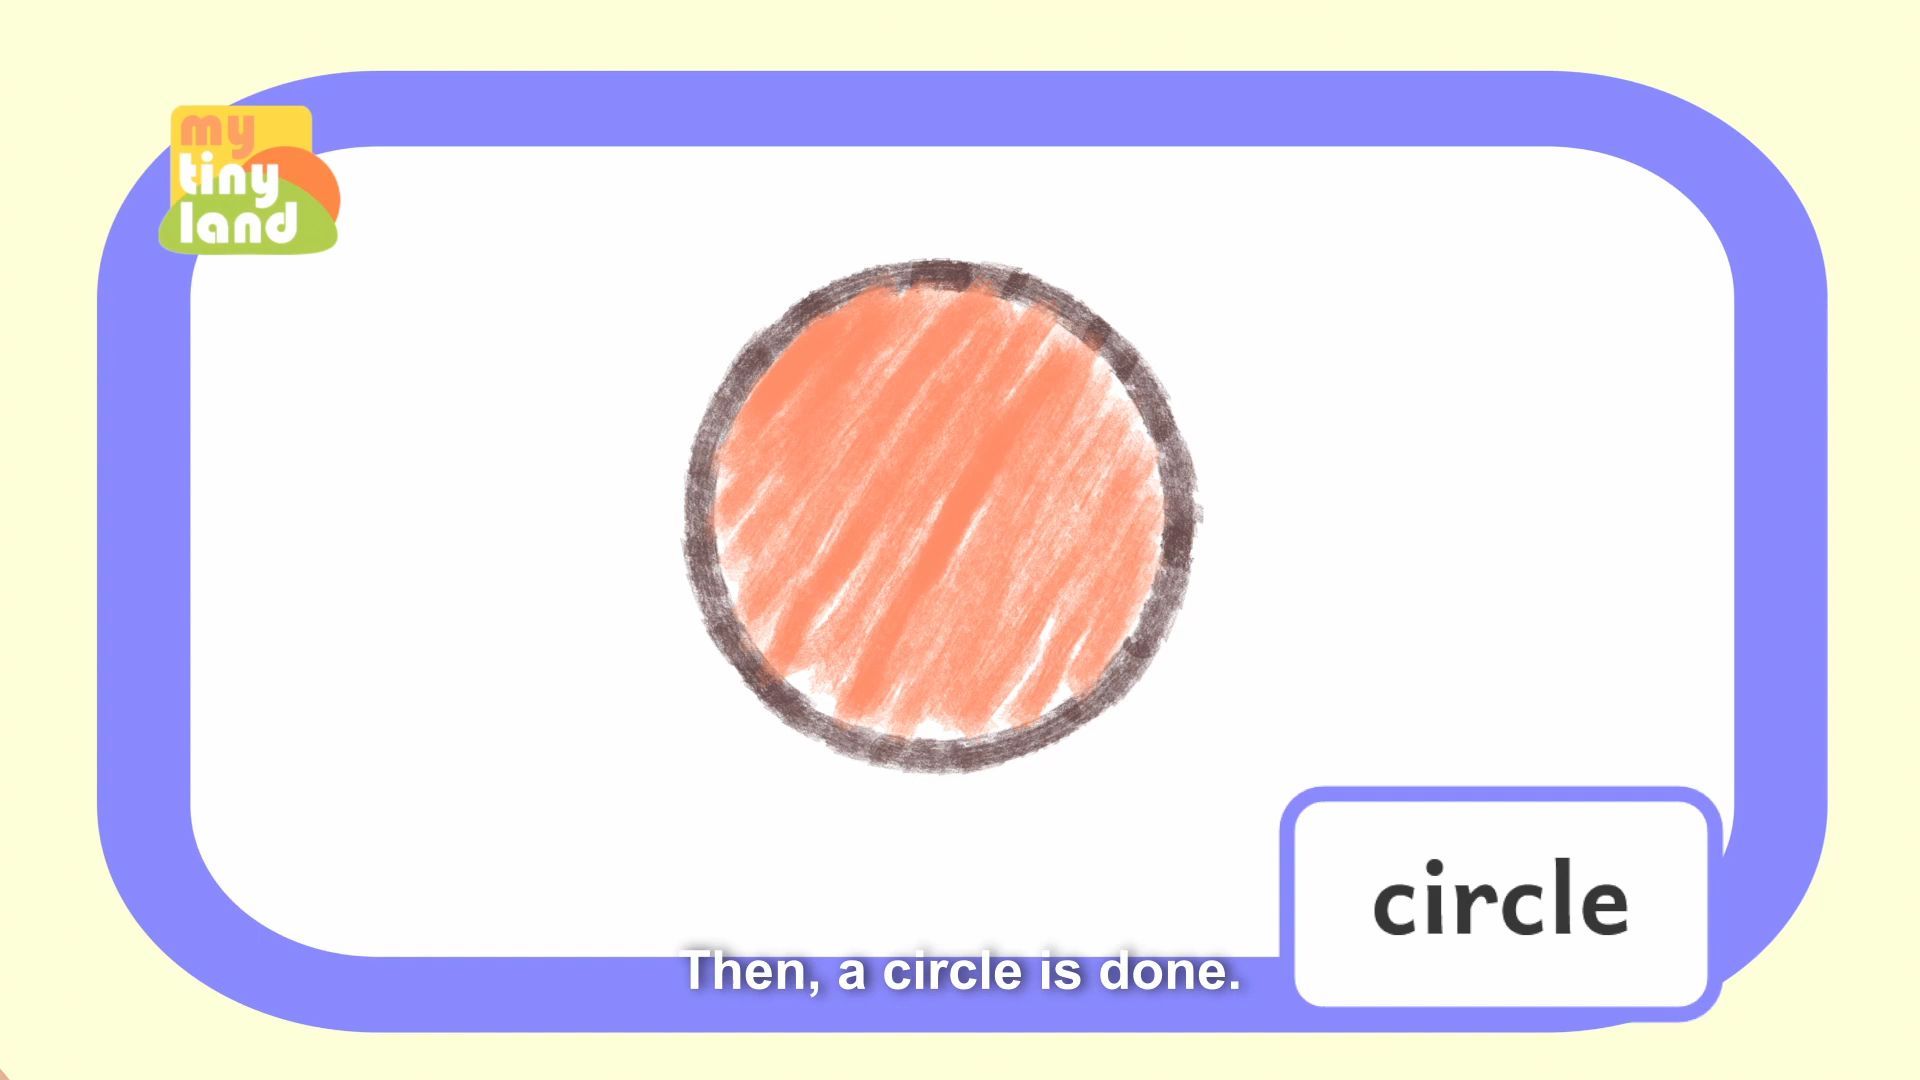 my
tiny
land
circle
Then, a circle is done.